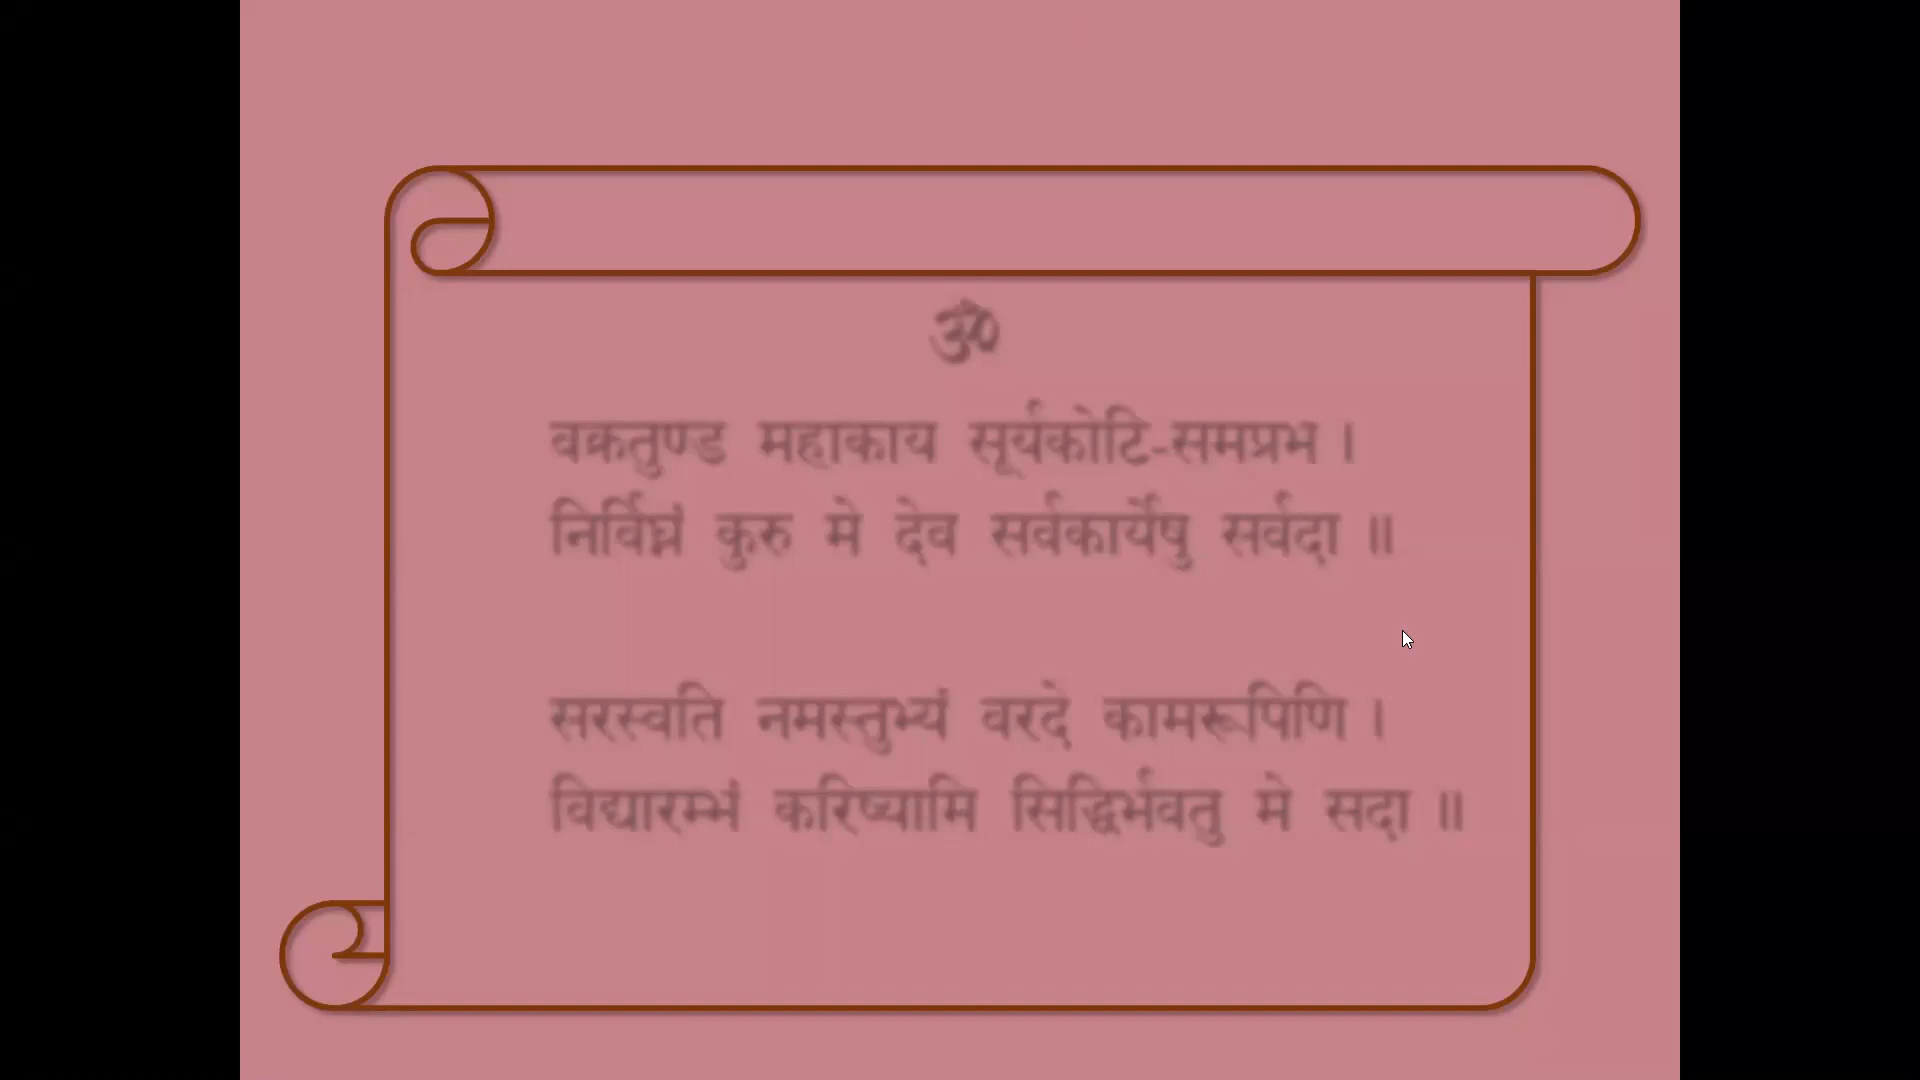 ॐ
वक्रतुण्ड महाकाय सूर्यकोटि-समप्रभ ।
निर्विघ्नं कुरु मे देव सर्वकार्येषु सर्वदा ॥
सरस्वति नमस्तुभ्यं वरदे कामरूपिणि ।
विद्यारम्भं करिष्यामि सिद्धिर्भवतु मे सदा ॥